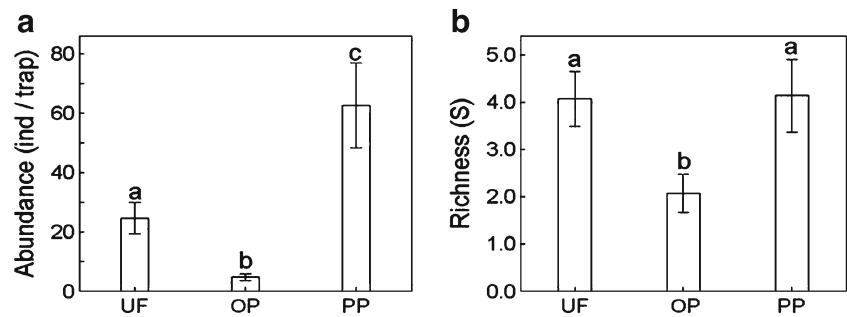 a
Abundance (ind / trap)
80
60
40
20
0
a
b
c
UF OP PP
b
Richness (S)
5.0
4.0
3.0
2.0
1.0
0.0
a
b
a
UF OP PP